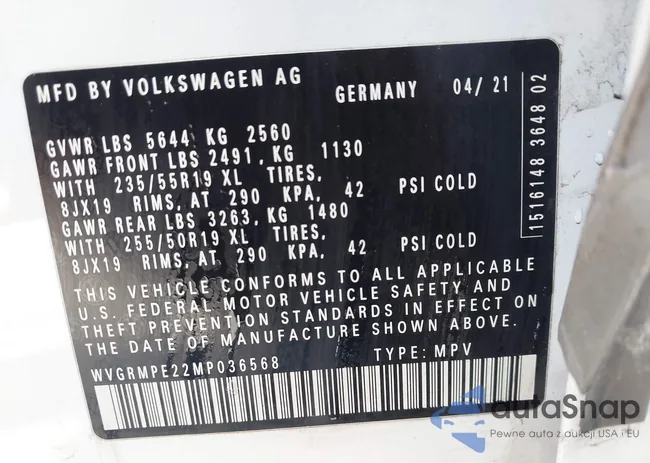 MFD BY VOLKSWAGEN AG
GERMANY 04/ 21
GVWR LBS 5644, KG 2560
GAWR FRONT LBS 2491, KG 1130
WITH 235/55R19 XL TIRES,
8JX19 RIMS, AT 290 KPA, 42 PSI COLD
GAWR REAR LBS 3263, KG 1480
WITH 255/50R19 XL TIRES,
8JX19 RIMS, AT 290 KPA, 42 PSI COLD
THIS VEHICLE CONFORMS TO ALL APPLICABLE
U.S. FEDERAL MOTOR VEHICLE SAFETY AND
THEFT PREVENTION STANDARDS IN EFFECT ON
THE DATE OF MANUFACTURE SHOWN ABOVE.
WVGRMPE22MP036568 TYPE: MPV
1516148 3648 02
autaSnap
Pewne auta z aukcji USA i EU